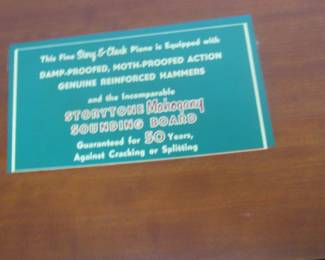 This Fine Story & Clark Piano is Equipped with
DAMP-PROOFED, MOTH-PROOFED ACTION
GENUINE REINFORCED HAMMERS
and the Incomparable
STORYTONE Mahogany
SOUNDING BOARD
Guaranteed for 50 Years,
Against Cracking or Splitting